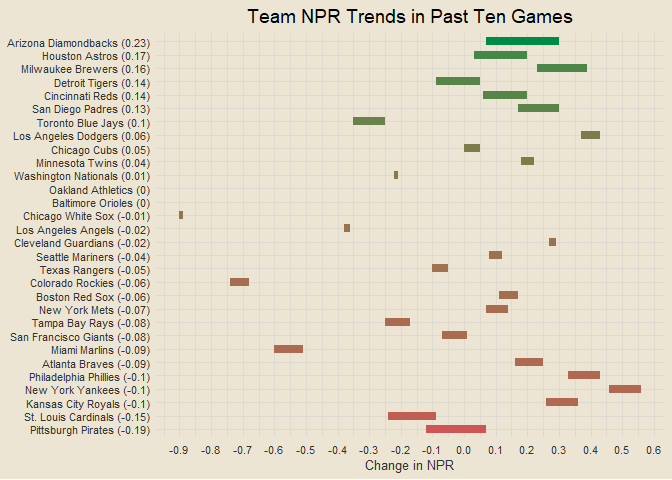 Team NPR Trends in Past Ten Games
Arizona Diamondbacks (0.23)
Houston Astros (0.17)
Milwaukee Brewers (0.16)
Detroit Tigers (0.14)
Cincinnati Reds (0.14)
San Diego Padres (0.13)
Toronto Blue Jays (0.1)
Los Angeles Dodgers (0.06)
Chicago Cubs (0.05)
Minnesota Twins (0.04)
Washington Nationals (0.01)
Oakland Athletics (0)
Baltimore Orioles (0)
Chicago White Sox (-0.01)
Los Angeles Angels (-0.02)
Cleveland Guardians (-0.02)
Seattle Mariners (-0.04)
Texas Rangers (-0.05)
Colorado Rockies (-0.06)
Boston Red Sox (-0.06)
New York Mets (-0.07)
Tampa Bay Rays (-0.08)
San Francisco Giants (-0.08)
Miami Marlins (-0.09)
Atlanta Braves (-0.09)
Philadelphia Phillies (-0.1)
New York Yankees (-0.1)
Kansas City Royals (-0.1)
St. Louis Cardinals (-0.15)
Pittsburgh Pirates (-0.19)
-0.9 -0.8 -0.7 -0.6 -0.5 -0.4 -0.3 -0.2 -0.1 0.0 0.1 0.2 0.3 0.4 0.5 0.6
Change in NPR